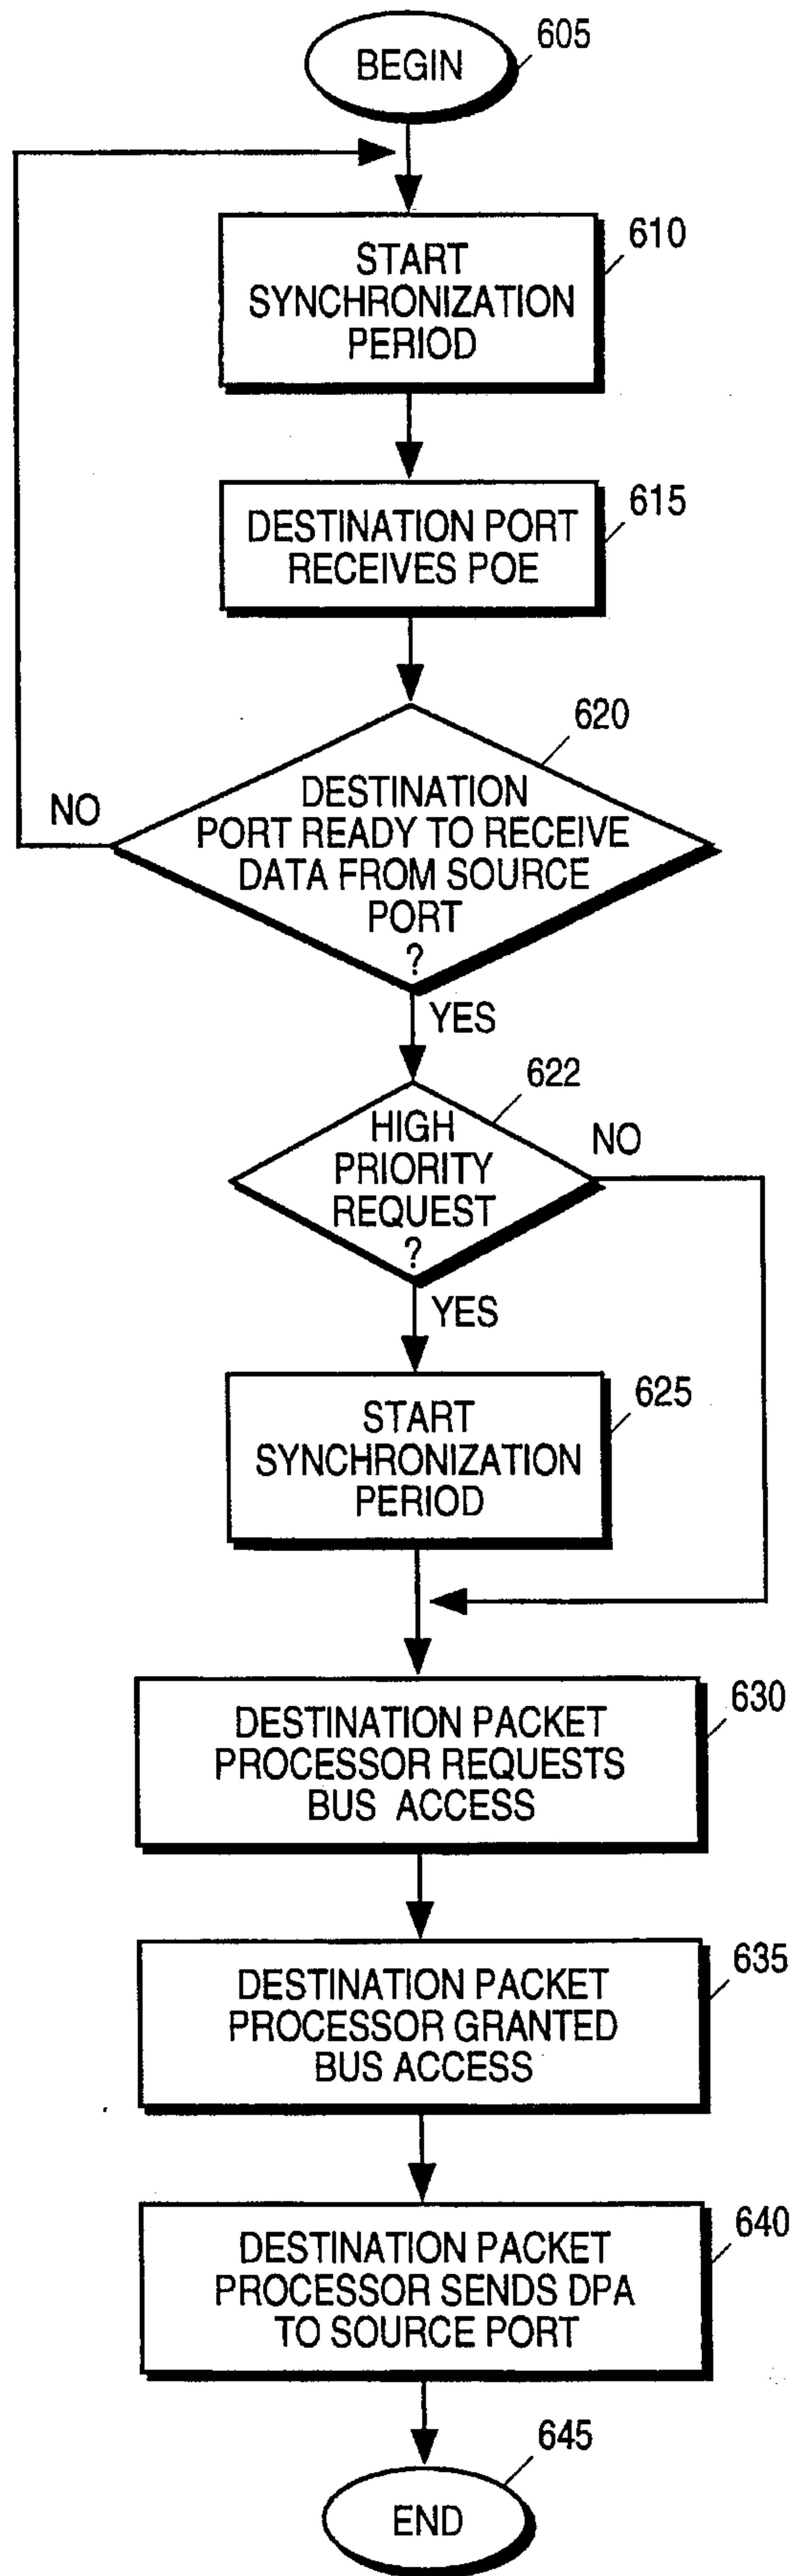 BEGIN
605
START
SYNCHRONIZATION
PERIOD
610
DESTINATION PORT
RECEIVES POE
615
DESTINATION
PORT READY TO RECEIVE
DATA FROM SOURCE
PORT
?
620
NO
YES
HIGH
PRIORITY
REQUEST
?
622
NO
YES
START
SYNCHRONIZATION
PERIOD
625
DESTINATION PACKET
PROCESSOR REQUESTS
BUS ACCESS
630
DESTINATION PACKET
PROCESSOR GRANTED
BUS ACCESS
635
DESTINATION PACKET
PROCESSOR SENDS DPA
TO SOURCE PORT
640
END
645